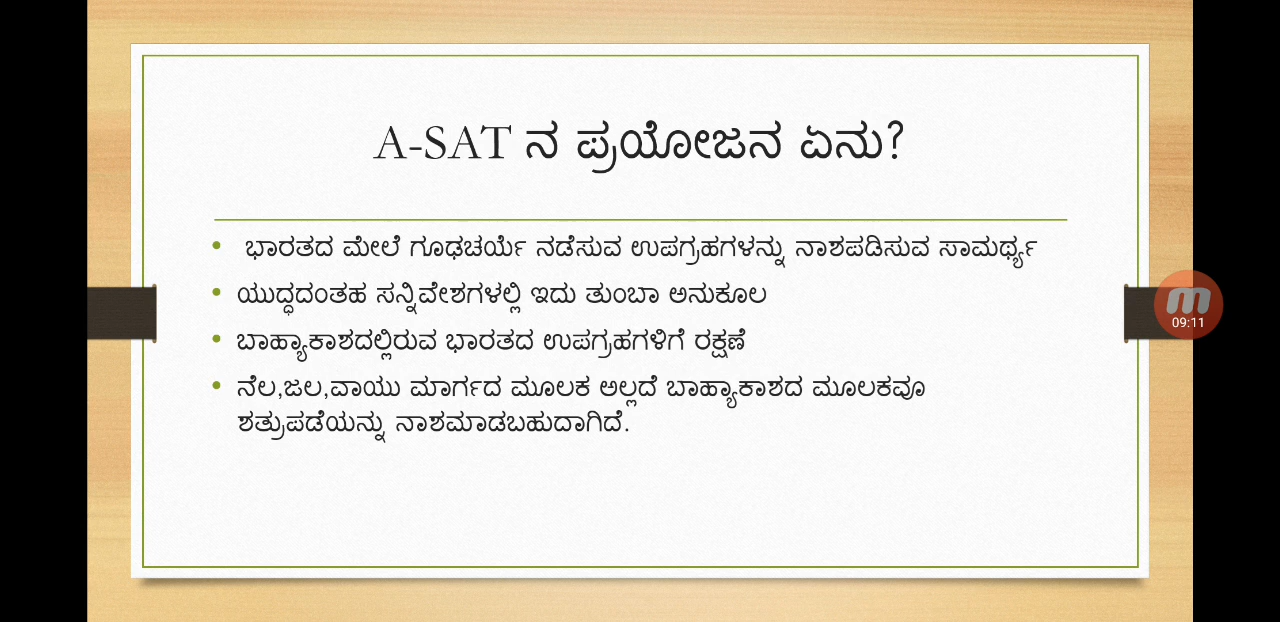 A-SAT ನ ಪ್ರಯೋಜನ ಏನು?
• ಭಾರತದ ಮೇಲೆ ಗೂಢಚರ್ಯೆ ನಡೆಸುವ ಉಪಗ್ರಹಗಳನ್ನು ನಾಶಪಡಿಸುವ ಸಾಮರ್ಥ್ಯ
• ಯುದ್ಧದಂತಹ ಸನ್ನಿವೇಶಗಳಲ್ಲಿ ಇದು ತುಂಬಾ ಅನುಕೂಲ
• ಬಾಹ್ಯಾಕಾಶದಲ್ಲಿರುವ ಭಾರತದ ಉಪಗ್ರಹಗಳಿಗೆ ರಕ್ಷಣೆ
• ನೆಲ,ಜಲ,ವಾಯು ಮಾರ್ಗದ ಮೂಲಕ ಅಲ್ಲದೆ ಬಾಹ್ಯಾಕಾಶದ ಮೂಲಕವೂ
ಶತ್ರುಪಡೆಯನ್ನು ನಾಶಮಾಡಬಹುದಾಗಿದೆ.
09:11